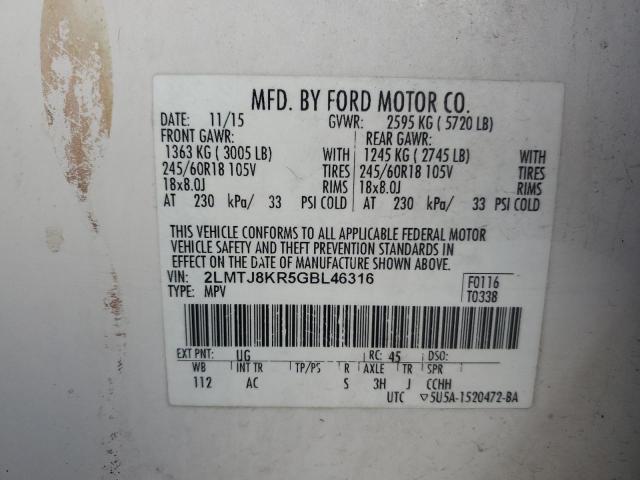 MFD. BY FORD MOTOR CO.
DATE: 11/15 GVWR: 2595 KG ( 5720 LB)
FRONT GAWR: REAR GAWR:
1363 KG ( 3005 LB) WITH 1245 KG ( 2745 LB) WITH
245/60R18 105V TIRES 245/60R18 105V TIRES
18x8.0J RIMS 18x8.0J RIMS
AT 230 kPa/ 33 PSI COLD AT 230 kPa/ 33 PSI COLD
THIS VEHICLE CONFORMS TO ALL APPLICABLE FEDERAL MOTOR
VEHICLE SAFETY AND THEFT PREVENTION STANDARDS IN
EFFECT ON THE DATE OF MANUFACTURE SHOWN ABOVE.
VIN: 2LMTJ8KR5GBL46316 F0116
TYPE: MPV T0338
EXT PNT: UG RC: 45 DSO:
WB INT TR TP/PS R AXLE TR SPR
112 AC S 3H J CCHH
UTC ▽5U5A-1520472-BA